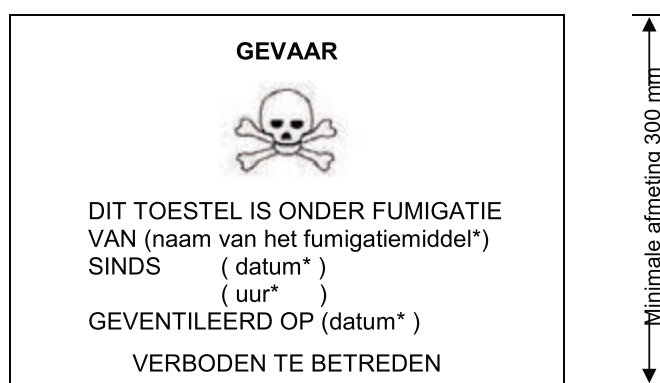 GEVAAR
DIT TOESTEL IS ONDER FUMIGATIE
VAN (naam van het fumigatiemiddel*)
SINDS ( datum* )
( uur* )
GEVENTILEERD OP (datum* )
VERBODEN TE BETREDEN
Minimale afmeting 300 mm